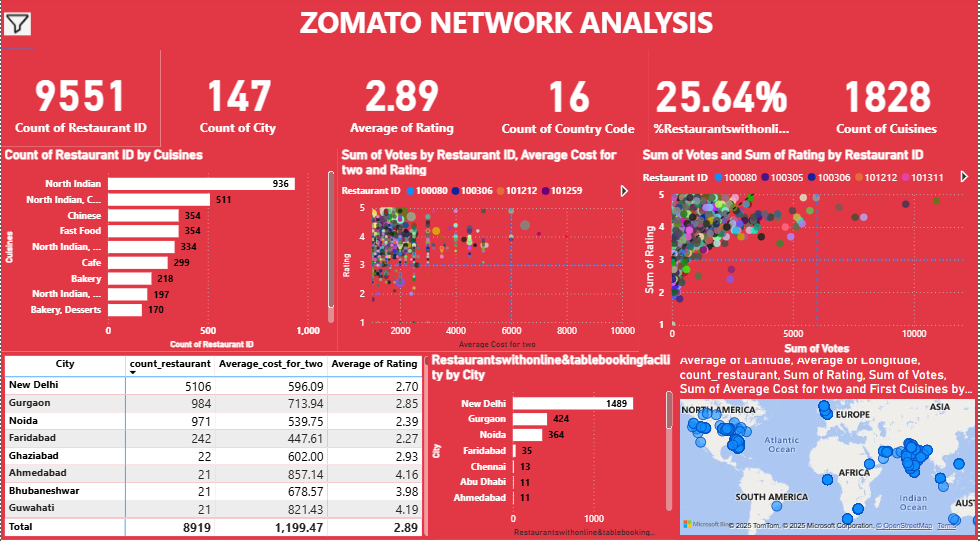 ZOMATO NETWORK ANALYSIS
9551
Count of Restaurant ID
147
Count of City
2.89
Average of Rating
16
Count of Country Code
25.64%
%Restaurantswithonli...
1828
Count of Cuisines
Count of Restaurant ID by Cuisines
Cuisines
North Indian 936
North Indian, C... 511
Chinese 354
Fast Food 354
North Indian, ... 334
Cafe 299
Bakery 218
North Indian, ... 197
Bakery, Desserts 170
0 500 1,000
Count of Restaurant ID
Sum of Votes by Restaurant ID, Average Cost for
two and Rating
Restaurant ID 100080 100306 101212 101259
Rating
5
4
3
2
1
2000 4000 6000 8000 10000
Average Cost for two
Sum of Votes and Sum of Rating by Restaurant ID
Restaurant ID 100080 100305 100306 101212 101311
Sum of Rating
5
4
3
2
1
0 5000 10000
Sum of Votes
City count_restaurant Average_cost_for_two Average of Rating
New Delhi 5106 596.09 2.70
Gurgaon 984 713.94 2.85
Noida 971 539.75 2.39
Faridabad 242 447.61 2.27
Ghaziabad 22 602.00 2.93
Ahmedabad 21 857.14 4.16
Bhubaneshwar 21 678.57 3.98
Guwahati 21 821.43 4.19
Total 8919 1,199.47 2.89
Restaurantswithonline&tablebookingfacili
ty by City
City
New Delhi 1489
Gurgaon 424
Noida 364
Faridabad 35
Chennai 13
Abu Dhabi 11
Ahmedabad 11
0 1000
Restaurantswithonline&tablebooking...
Average of Latitude, Average of Longitude,
count_restaurant, Sum of Rating, Sum of Votes,
Sum of Average Cost for two and First Cuisines by...
NORTH AMERICA
EUROPE
ASIA
Atlantic
Ocean
AFRICA
SOUTH AMERICA
Indian
Ocean
AUST
Microsoft Bing
© 2025 TomTom, © 2025 Microsoft Corporation, © OpenStreetMap Terms